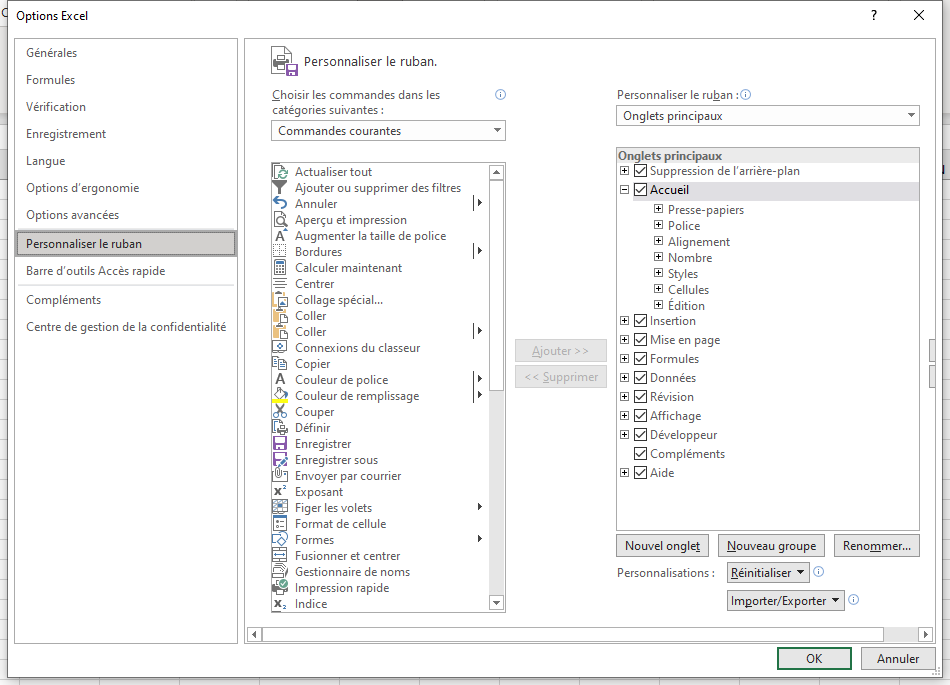 Options Excel
?
Générales
Formules
Vérification
Enregistrement
Langue
Options d'ergonomie
Options avancées
Personnaliser le ruban
Barre d'outils Accès rapide
Compléments
Centre de gestion de la confidentialité
Personnaliser le ruban.
Choisir les commandes dans les
catégories suivantes :
Commandes courantes
Actualiser tout
Ajouter ou supprimer des filtres
Annuler
Aperçu et impression
Augmenter la taille de police
Bordures
Calculer maintenant
Centrer
Collage spécial...
Coller
Coller
Connexions du classeur
Copier
Couleur de police
Couleur de remplissage
Couper
Définir
Enregistrer
Enregistrer sous
Envoyer par courrier
Exposant
Figer les volets
Format de cellule
Formes
Fusionner et centrer
Gestionnaire de noms
Impression rapide
Indice
Ajouter >>
<< Supprimer
Personnaliser le ruban :
Onglets principaux
Onglets principaux
Suppression de l'arrière-plan
Accueil
Presse-papiers
Police
Alignement
Nombre
Styles
Cellules
Édition
Insertion
Mise en page
Formules
Données
Révision
Affichage
Développeur
Compléments
Aide
Nouvel onglet
Nouveau groupe
Renommer...
Personnalisations :
Réinitialiser
Importer/Exporter
OK
Annuler